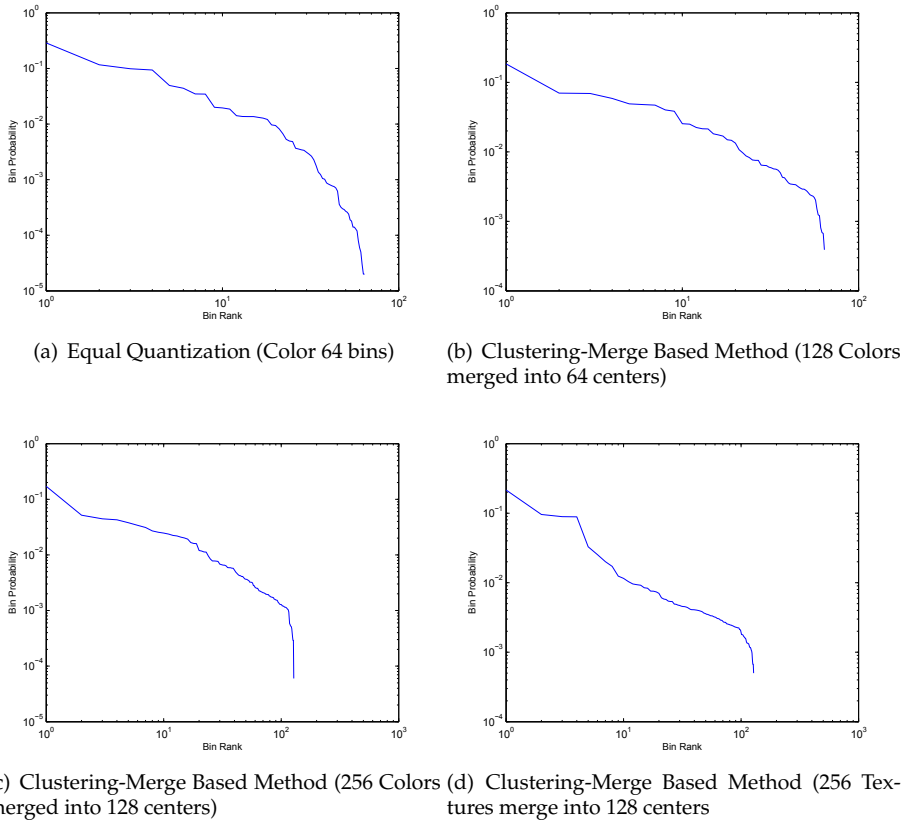 10^0
10^-1
10^-2
10^-3
10^-4
10^-5
Bin Probability
10^0 10^1 10^2
Bin Rank
(a) Equal Quantization (Color 64 bins)
10^0
10^-1
10^-2
10^-3
10^-4
Bin Probability
10^0 10^1 10^2
Bin Rank
(b) Clustering-Merge Based Method (128 Colors
merged into 64 centers)
10^0
10^-1
10^-2
10^-3
10^-4
10^-5
Bin Probability
10^0 10^1 10^2 10^3
Bin Rank
c) Clustering-Merge Based Method (256 Colors
merged into 128 centers)
10^0
10^-1
10^-2
10^-3
10^-4
Bin Probability
10^0 10^1 10^2 10^3
Bin Rank
(d) Clustering-Merge Based Method (256 Tex-
tures merge into 128 centers